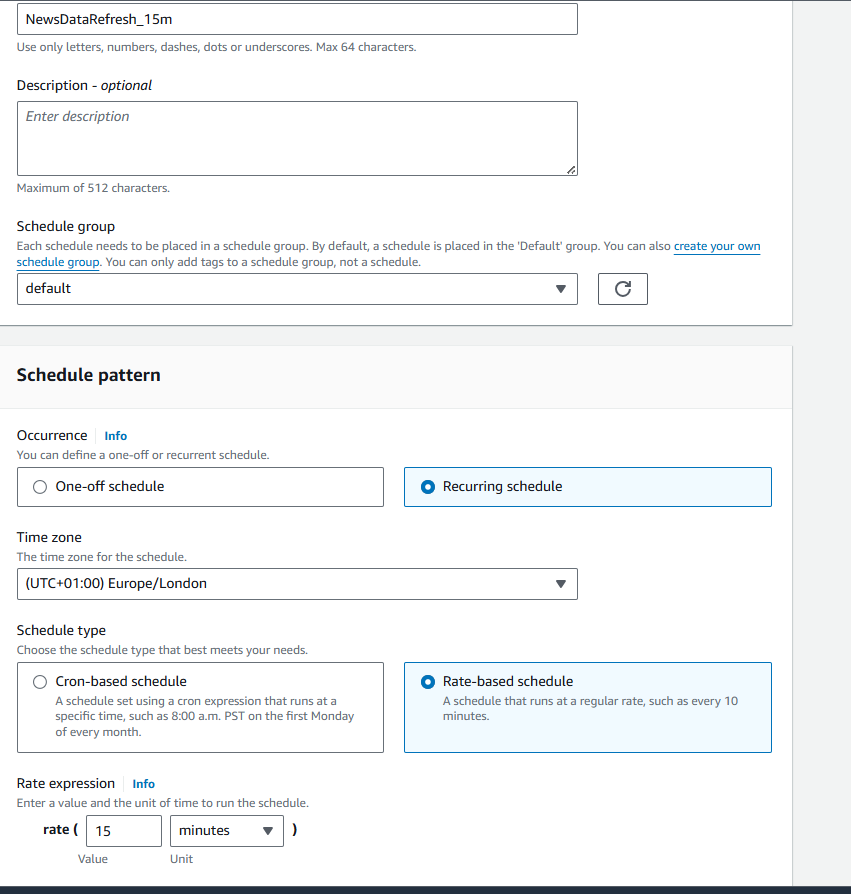 NewsDataRefresh_15m
Use only letters, numbers, dashes, dots or underscores. Max 64 characters.
Description - optional
Enter description
Maximum of 512 characters.
Schedule group
Each schedule needs to be placed in a schedule group. By default, a schedule is placed in the 'Default' group. You can also create your own
schedule group. You can only add tags to a schedule group, not a schedule.
default
Schedule pattern
Occurrence Info
You can define a one-off or recurrent schedule.
One-off schedule Recurring schedule
Time zone
The time zone for the schedule.
(UTC+01:00) Europe/London
Schedule type
Choose the schedule type that best meets your needs.
Cron-based schedule
A schedule set using a cron expression that runs at a
specific time, such as 8:00 a.m. PST on the first Monday
of every month.
Rate-based schedule
A schedule that runs at a regular rate, such as every 10
minutes.
Rate expression Info
Enter a value and the unit of time to run the schedule.
rate ( 15 minutes )
Value Unit